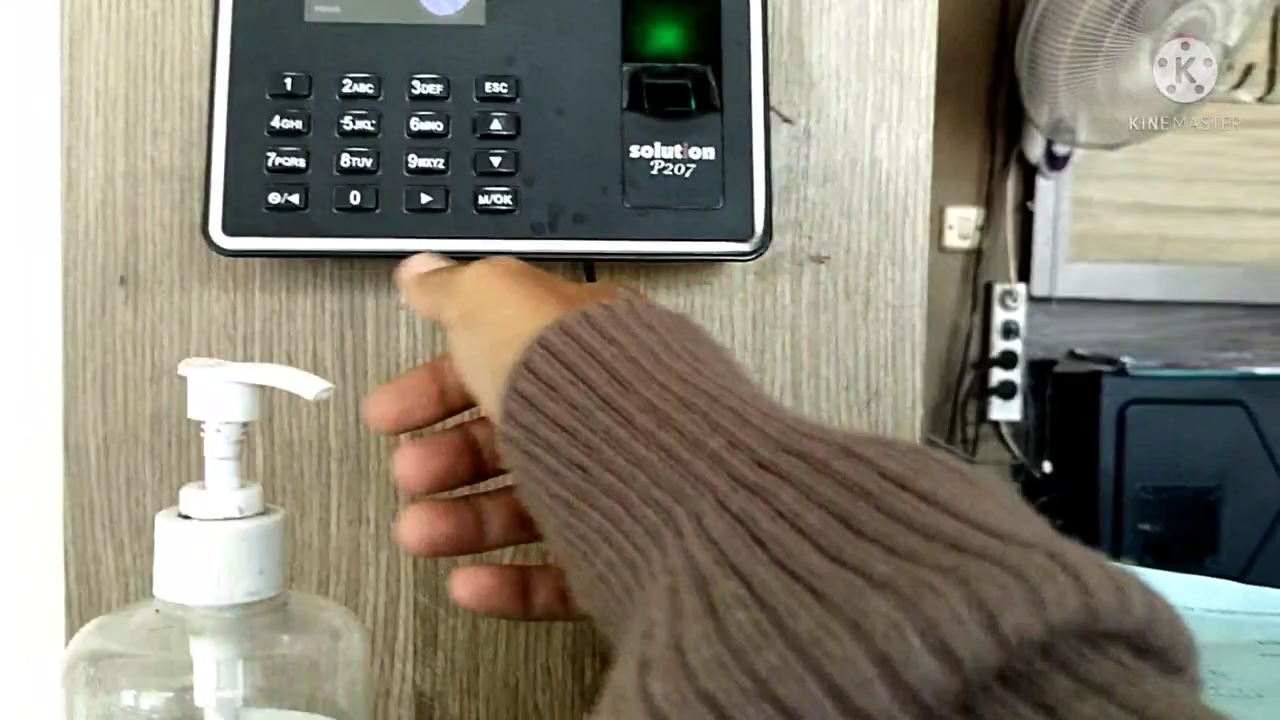 1 2ABC 3DEF ESC
4GHI 5JKL 6MNO ▲
7PQRS 8TUV 9WXYZ ▼
0 ► M/OK
solution
P207
K
KINEMASTER